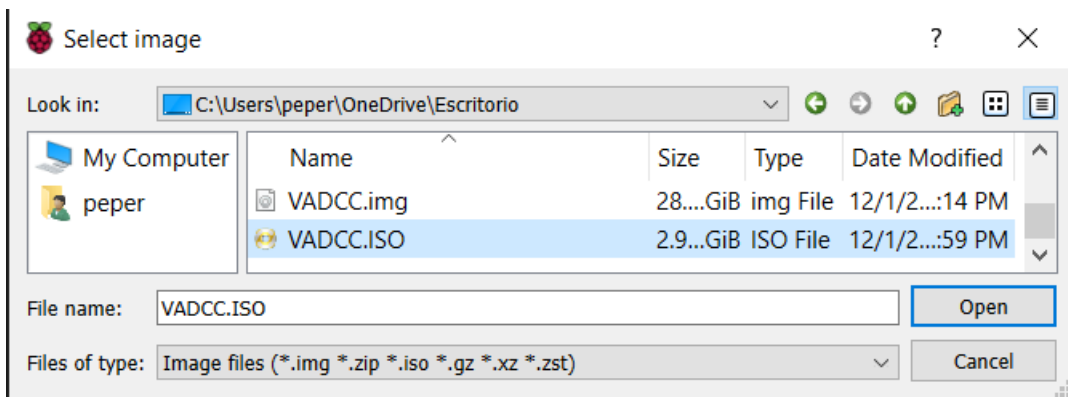 Select image
?
Look in:
C:\Users\peper\OneDrive\Escritorio
My Computer
peper
Name Size Type Date Modified
VADCC.img 28....GiB img File 12/1/2...:14 PM
VADCC.ISO 2.9...GiB ISO File 12/1/2...:59 PM
File name: VADCC.ISO Open
Files of type: Image files (*.img *.zip *.iso *.gz *.xz *.zst) Cancel